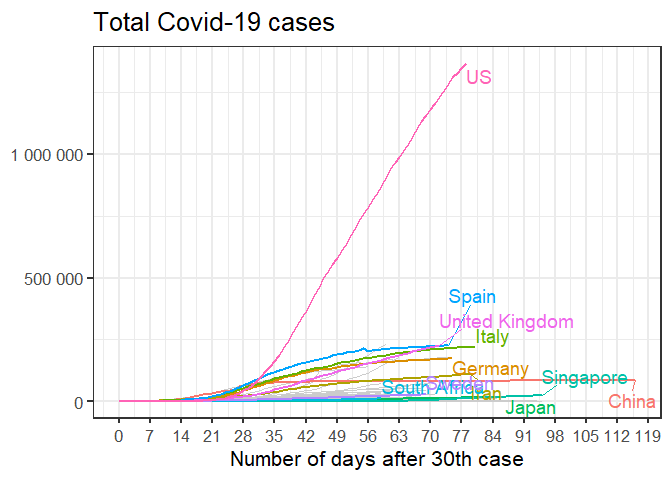 Total Covid-19 cases
US
1 000 000
500 000
Spain
United Kingdom
Italy
Germany
Singapore
Sweden
South Africa
Iran
China
Japan
0
0 7 14 21 28 35 42 49 56 63 70 77 84 91 98 105 112 119
Number of days after 30th case